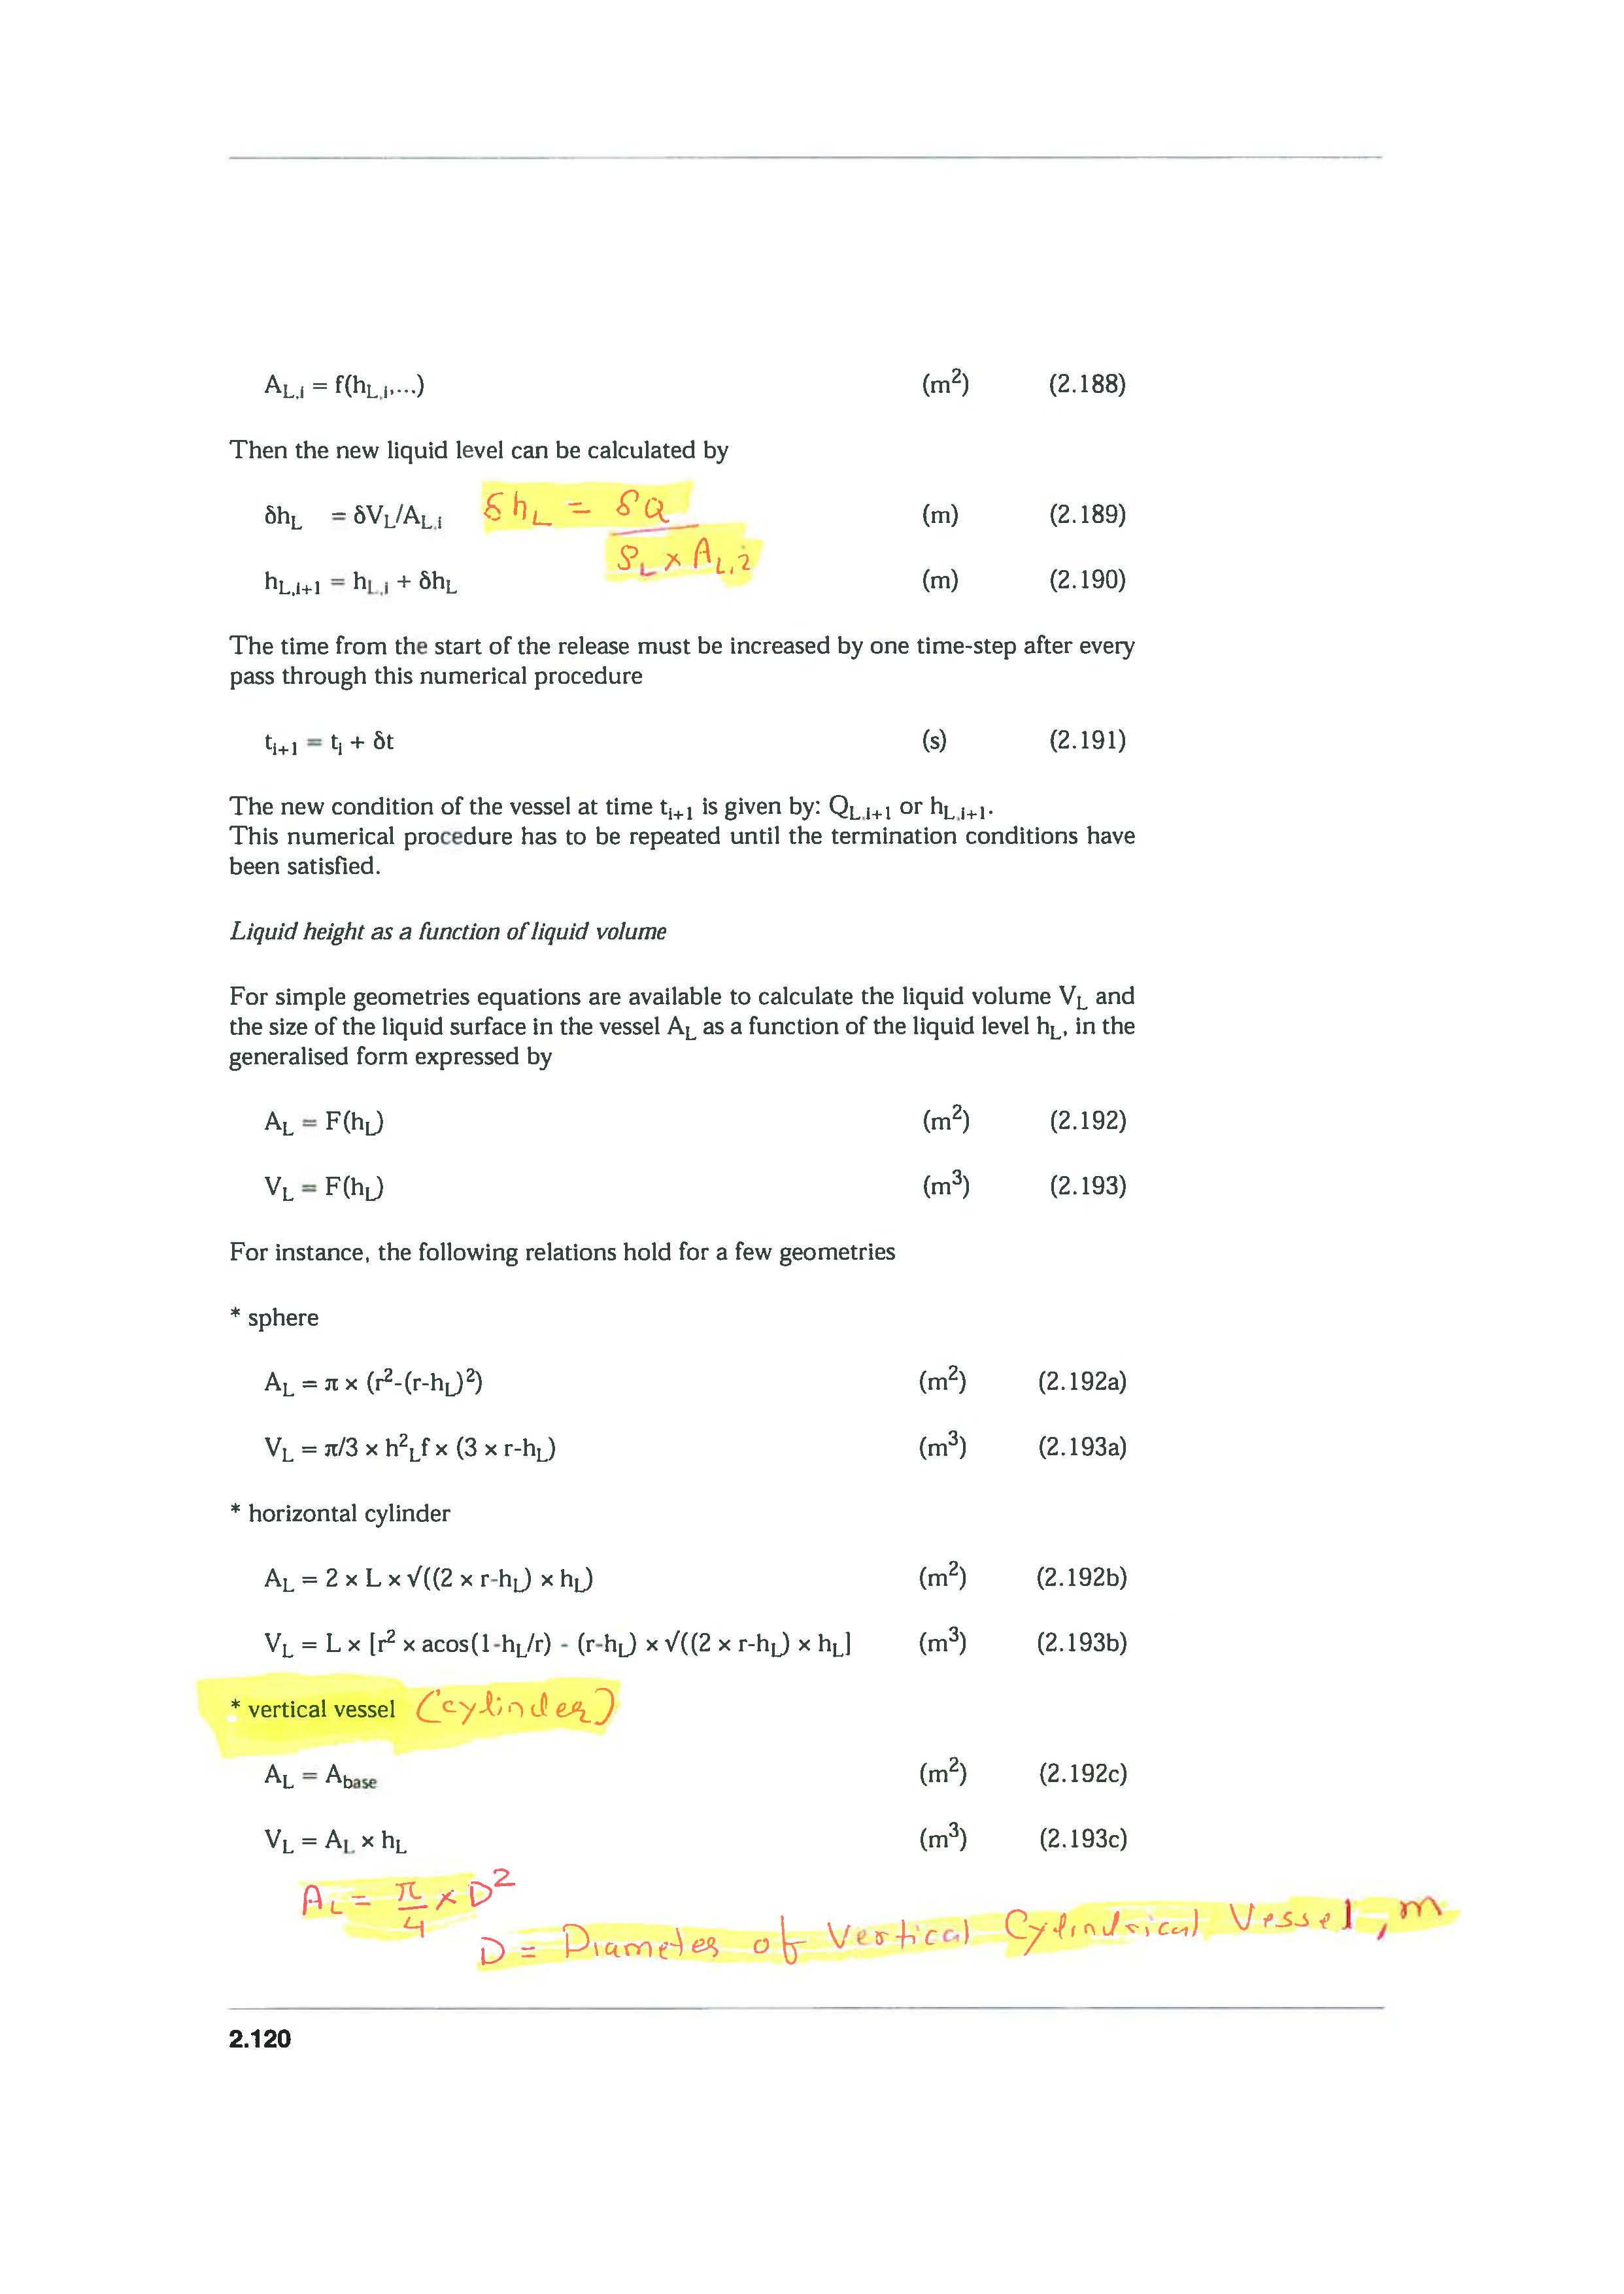 A_L,i = f(h_L,i,...) (m²) (2.188)
Then the new liquid level can be calculated by
δh_L = δV_L/A_L,i δh_L = δQ (m) (2.189)
ρ_L × A_L,i
h_L,i+1 = h_L,i + δh_L (m) (2.190)
The time from the start of the release must be increased by one time-step after every
pass through this numerical procedure
t_i+1 = t_i + δt (s) (2.191)
The new condition of the vessel at time t_i+1 is given by: Q_L,i+1 or h_L,i+1.
This numerical procedure has to be repeated until the termination conditions have
been satisfied.
Liquid height as a function of liquid volume
For simple geometries equations are available to calculate the liquid volume V_L and
the size of the liquid surface in the vessel A_L as a function of the liquid level h_L, in the
generalised form expressed by
A_L = F(h_L) (m²) (2.192)
V_L = F(h_L) (m³) (2.193)
For instance, the following relations hold for a few geometries
* sphere
A_L = π × (r²-(r-h_L)²) (m²) (2.192a)
V_L = π/3 × h²_L f × (3 × r-h_L) (m³) (2.193a)
* horizontal cylinder
A_L = 2 × L × √((2 × r-h_L) × h_L) (m²) (2.192b)
V_L = L × [r² × acos(1-h_L/r) - (r-h_L) × √((2 × r-h_L) × h_L] (m³) (2.193b)
* vertical vessel (cylinder)
A_L = A_base (m²) (2.192c)
V_L = A_L × h_L (m³) (2.193c)
A_L = π/4 × D²
D = Diameter of Vertical Cylindrical Vessel, m
2.120